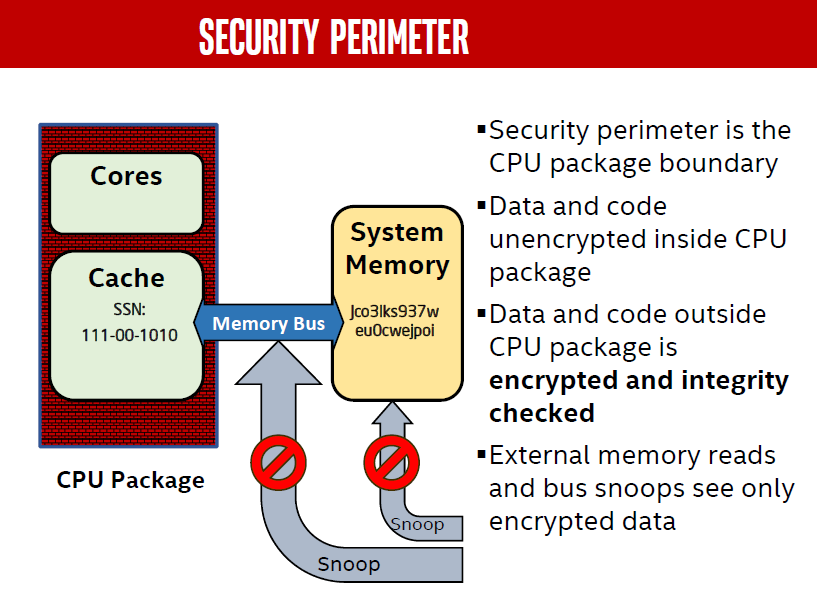 SECURITY PERIMETER
Cores
Cache
SSN:
111-00-1010
CPU Package
Memory Bus
System
Memory
Jco3lks937w
eu0cwejpoi
Snoop
Snoop
▪Security perimeter is the
CPU package boundary
▪Data and code
unencrypted inside CPU
package
▪Data and code outside
CPU package is
encrypted and integrity
checked
▪External memory reads
and bus snoops see only
encrypted data